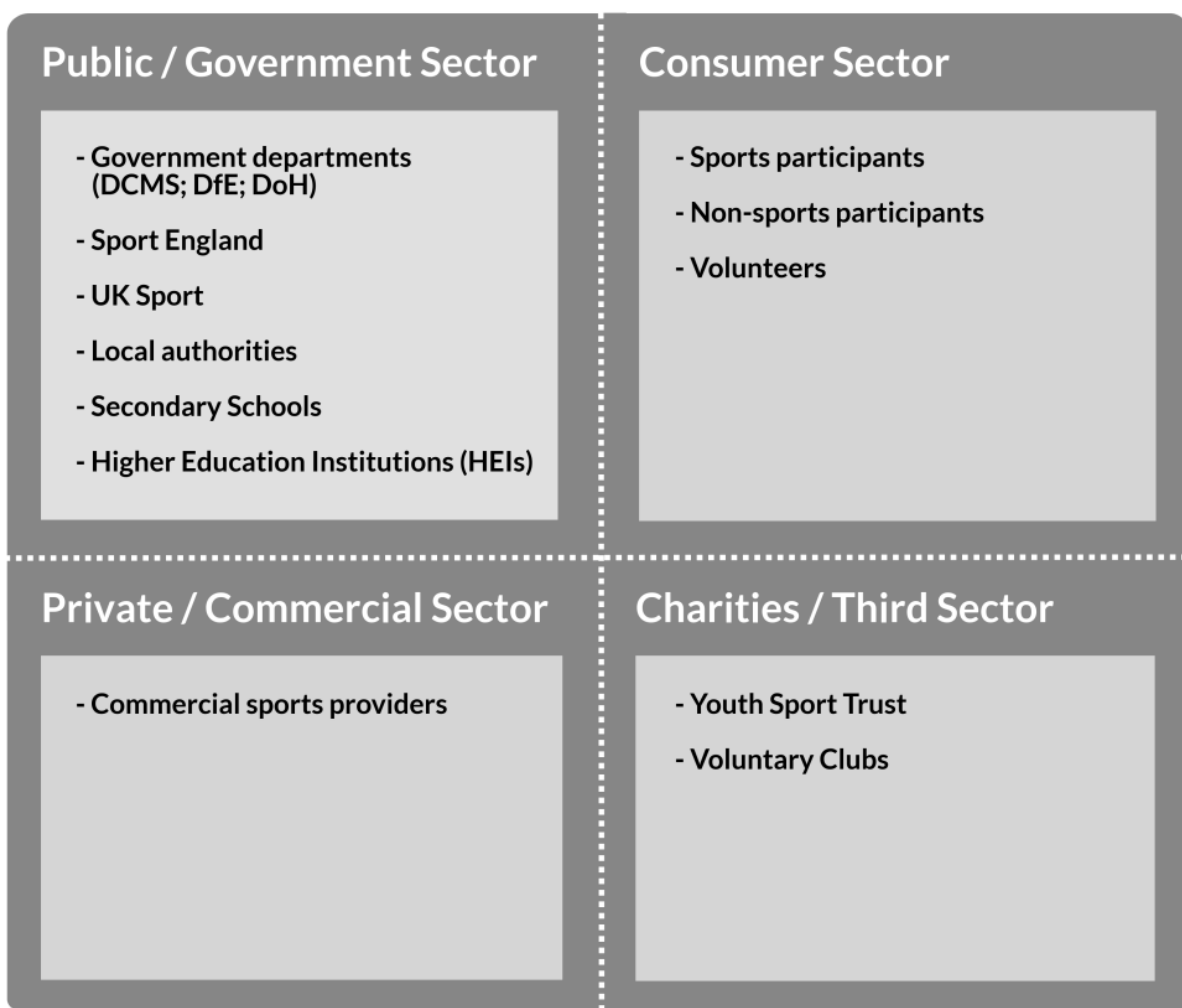 Public / Government Sector
- Government departments
(DCMS; DfE; DoH)
- Sport England
- UK Sport
- Local authorities
- Secondary Schools
- Higher Education Institutions (HEIs)
Consumer Sector
- Sports participants
- Non-sports participants
- Volunteers
Private / Commercial Sector
- Commercial sports providers
Charities / Third Sector
- Youth Sport Trust
- Voluntary Clubs